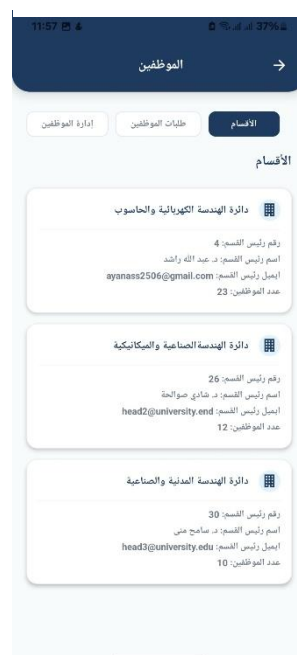 11:57
37%
الموظفين
الأقسام
طلبات الموظفين
إدارة الموظفين
الأقسام
دائرة الهندسة الكهربائية والحاسوب
رقم رئيس القسم: 4
اسم رئيس القسم: د. عبد الله راشد
ايميل رئيس القسم: ayanass2506@gmail.com
عدد الموظفين: 23
دائرة الهندسةالصناعية والميكانيكية
رقم رئيس القسم: 26
اسم رئيس القسم: د. شادي صوالحة
ايميل رئيس القسم: head2@university.end
عدد الموظفين: 12
دائرة الهندسة المدنية والصناعية
رقم رئيس القسم: 30
اسم رئيس القسم: د. سامح منى
ايميل رئيس القسم: head3@university.edu
عدد الموظفين: 10